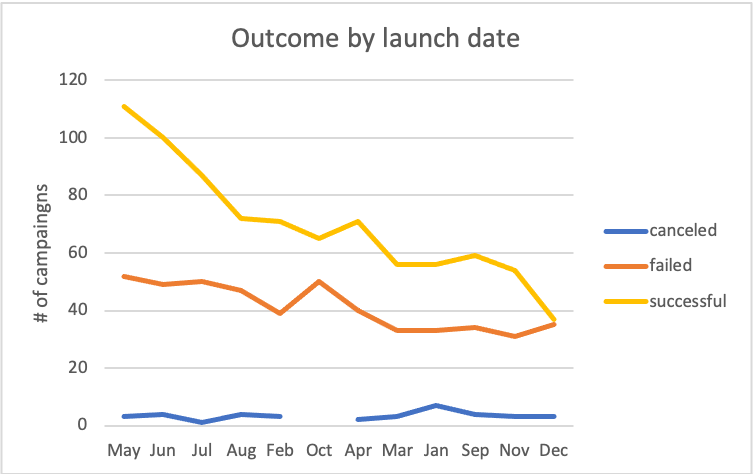 Outcome by launch date
120
100
80
60
40
20
0
# of campaingns
May Jun Jul Aug Feb Oct Apr Mar Jan Sep Nov Dec
canceled
failed
successful